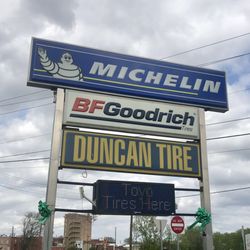 MICHELIN
BFGoodrich
Tires
DUNCAN TIRE
Toyo
Tires Here